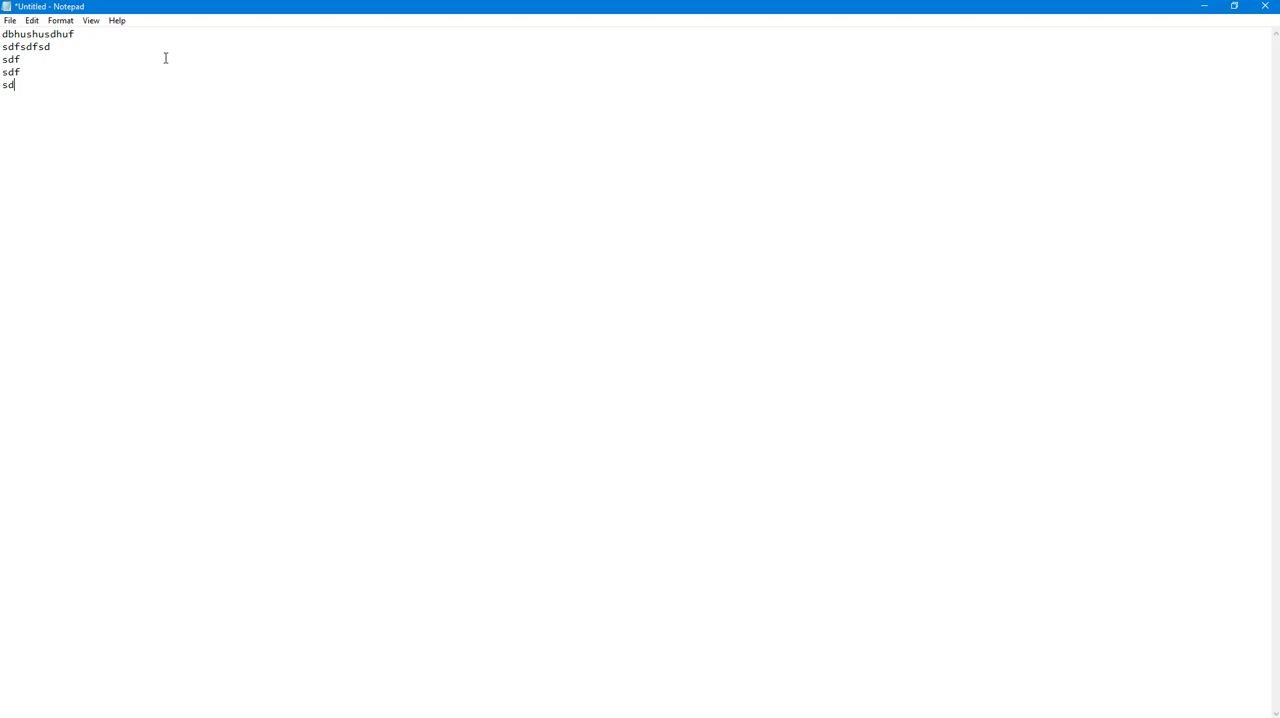 *Untitled - Notepad
File Edit Format View Help
dbhushusdhuf
sdfsdfsd
sdf
sdf
sd